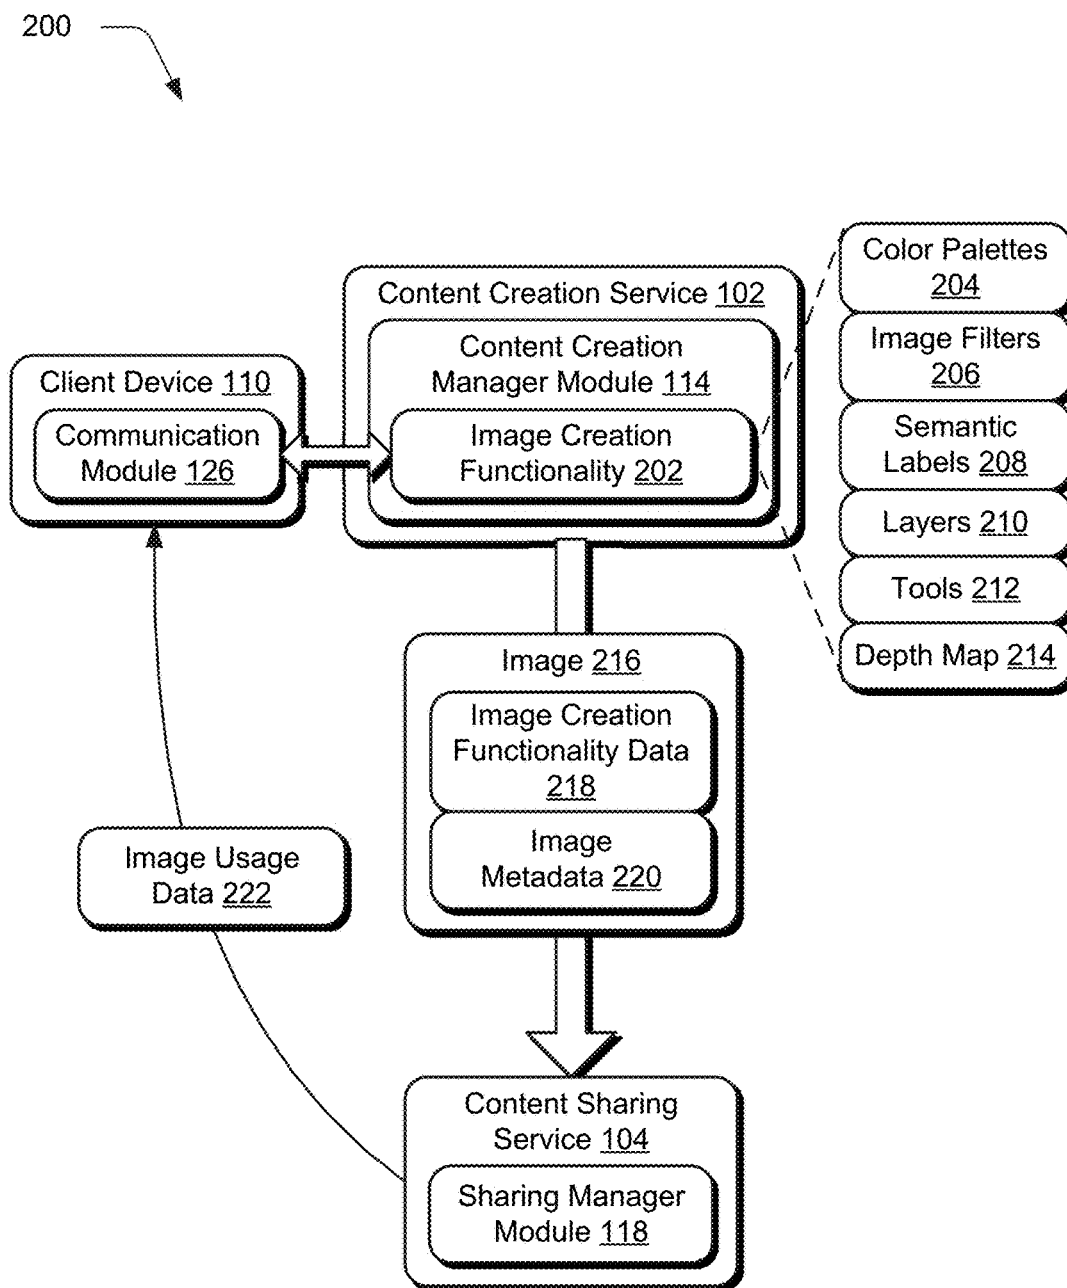 200
Content Creation Service 102
Content Creation
Manager Module 114
Image Creation
Functionality 202
Client Device 110
Communication
Module 126
Color Palettes
204
Image Filters
206
Semantic
Labels 208
Layers 210
Tools 212
Depth Map 214
Image 216
Image Creation
Functionality Data
218
Image
Metadata 220
Image Usage
Data 222
Content Sharing
Service 104
Sharing Manager
Module 118